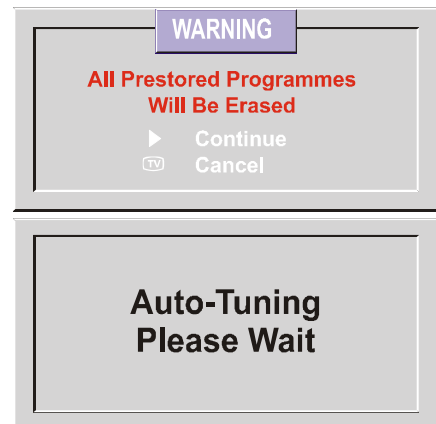 WARNING
All Prestored Programmes
Will Be Erased
Continue
TV Cancel
Auto-Tuning
Please Wait